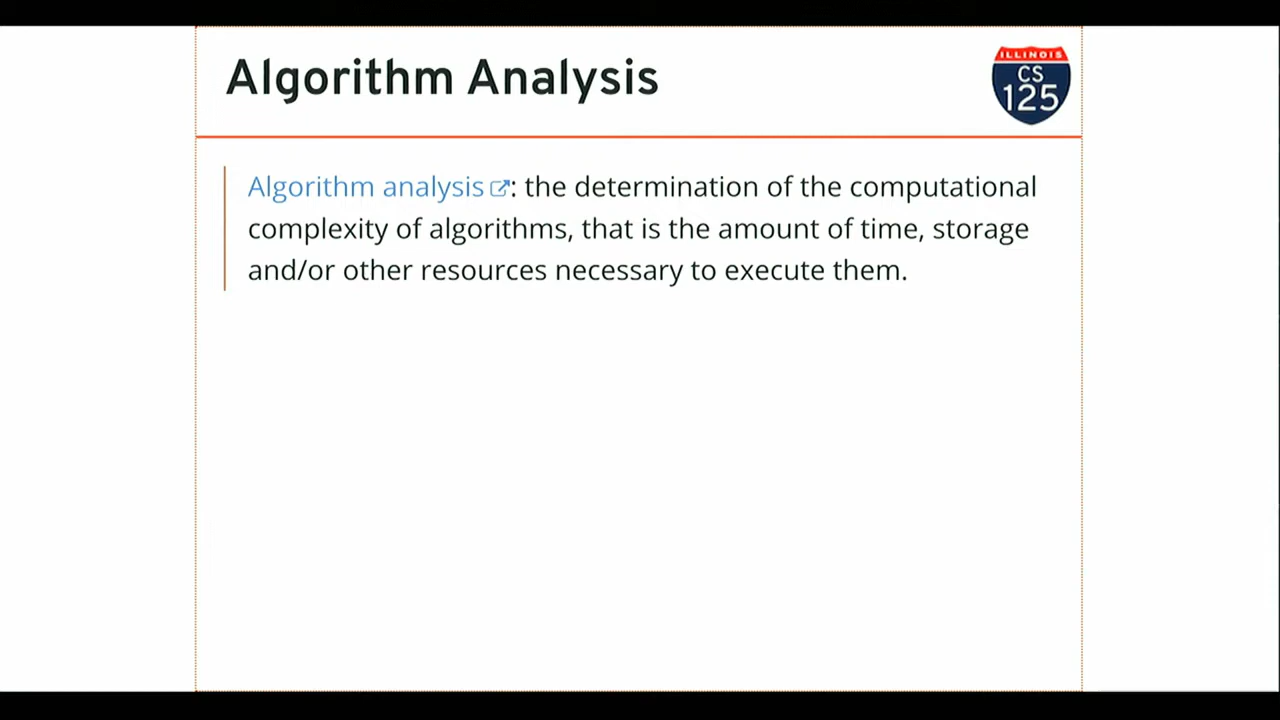 Algorithm Analysis
ILLINOIS
CS
125
Algorithm analysis: the determination of the computational
complexity of algorithms, that is the amount of time, storage
and/or other resources necessary to execute them.